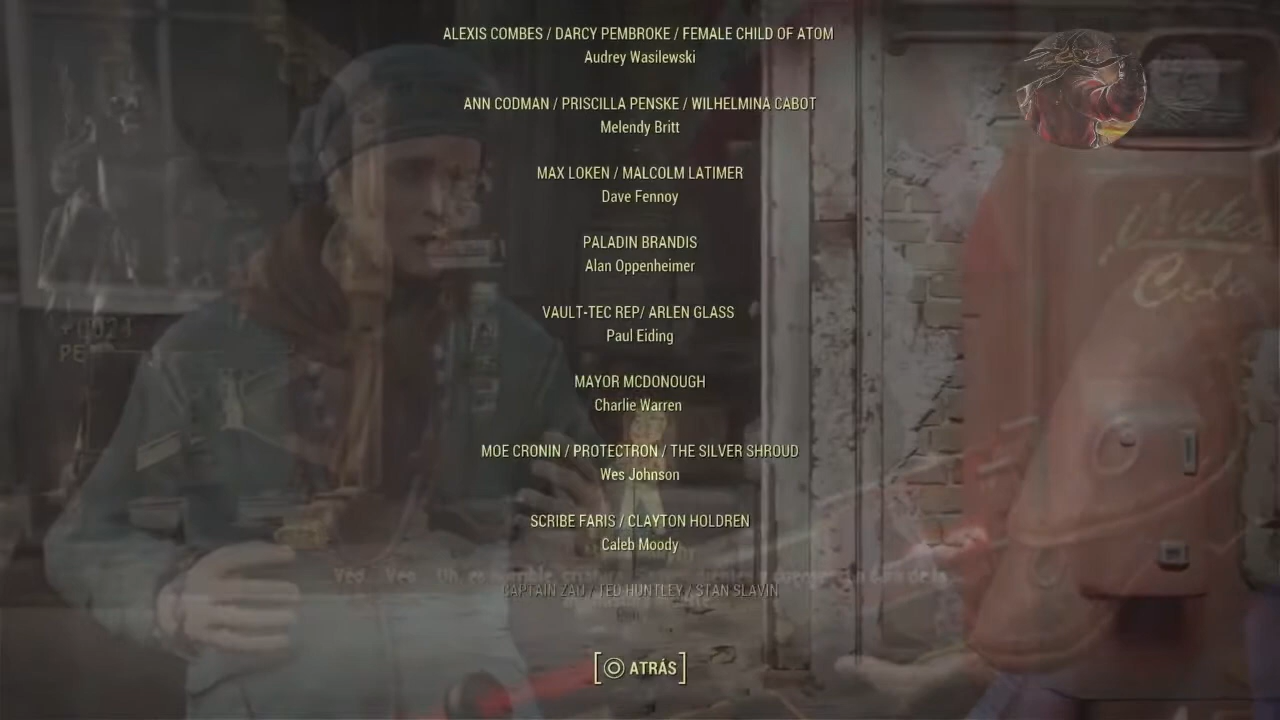 ALEXIS COMBES / DARCY PEMBROKE / FEMALE CHILD OF ATOM
Audrey Wasilewski
ANN CODMAN / PRISCILLA PENSKE / WILHELMINA CABOT
Melendy Britt
MAX LOKEN / MALCOLM LATIMER
Dave Fennoy
PALADIN BRANDIS
Alan Oppenheimer
VAULT-TEC REP/ ARLEN GLASS
Paul Eiding
MAYOR MCDONOUGH
Charlie Warren
MOE CRONIN / PROTECTRON / THE SILVER SHROUD
Wes Johnson
SCRIBE FARIS / CLAYTON HOLDREN
Caleb Moody
CAPTAIN ZAO / TED HUNTLEY / STAN SLAVIN
[ ATRÁS]
Nuka
Cola